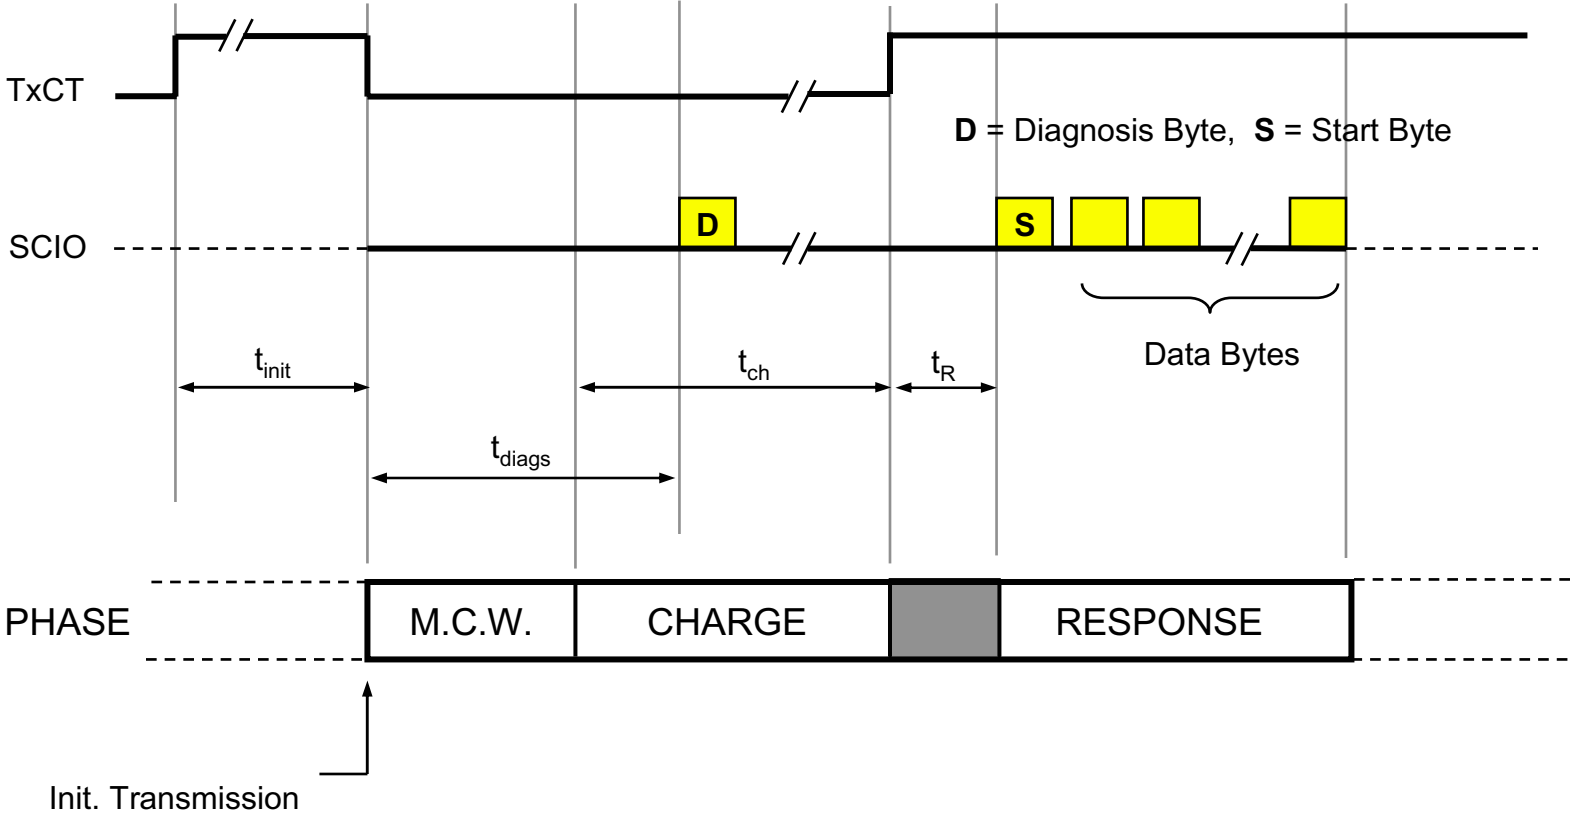 TxCT
D = Diagnosis Byte, S = Start Byte
D
S
SCIO
Data Bytes
tinit
tch
tR
tdiags
PHASE
M.C.W.
CHARGE
RESPONSE
Init. Transmission